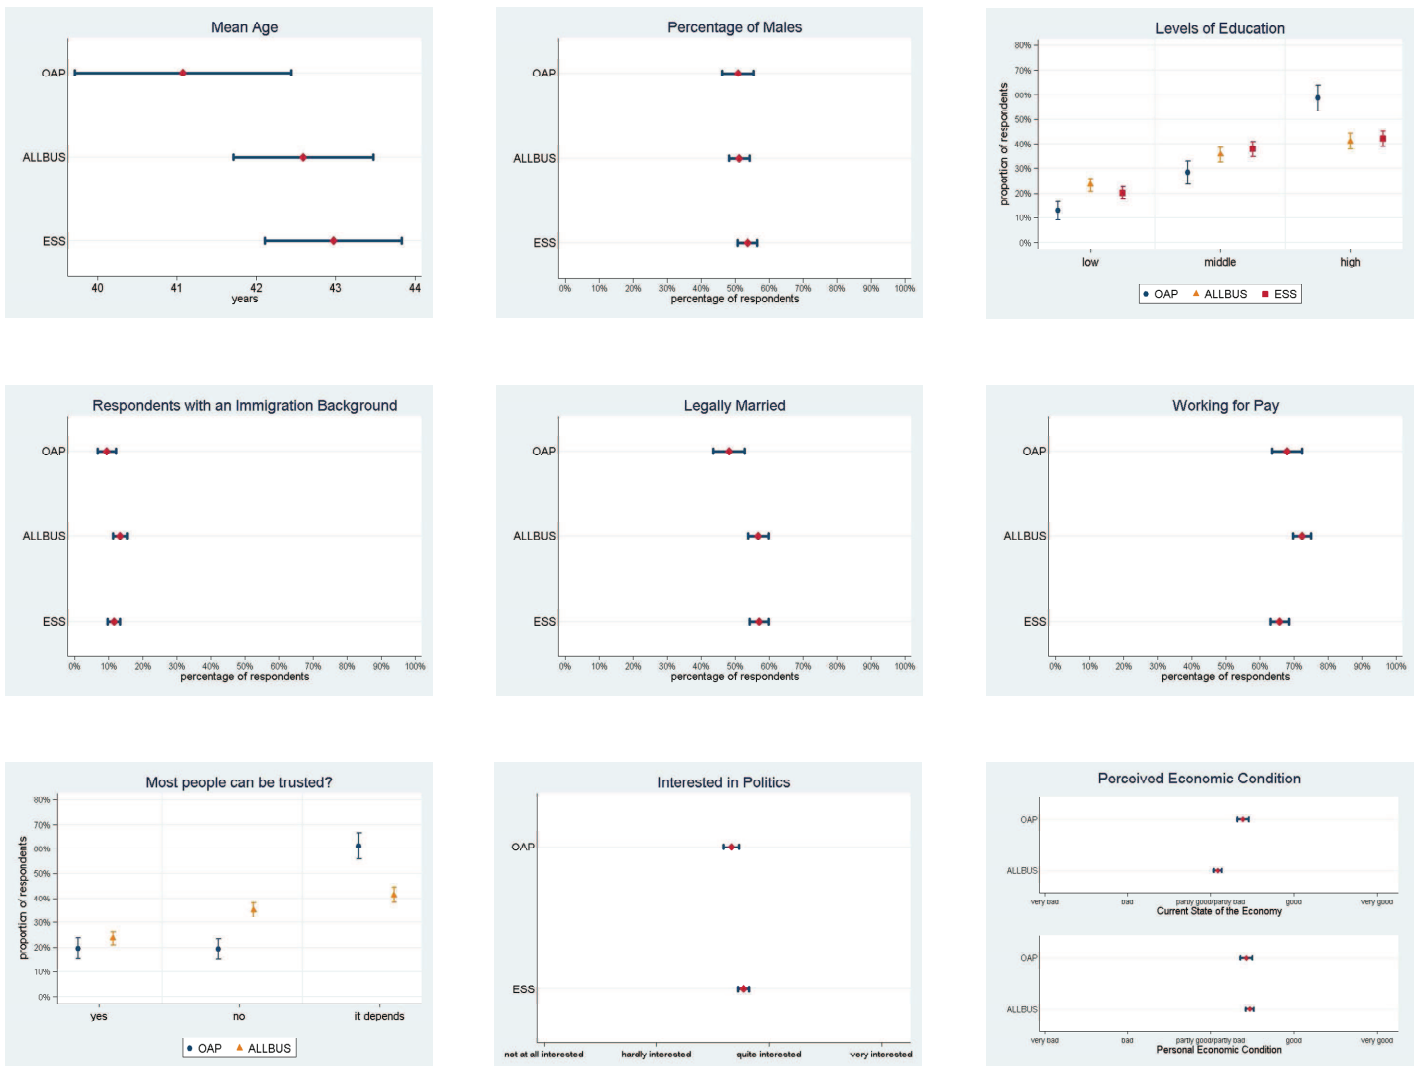 Mean Age
OAP
ALLBUS
ESS
40 41 42 43 44
years
Percentage of Males
OAP
ALLBUS
ESS
0% 10% 20% 30% 40% 50% 60% 70% 80% 90% 100%
percentage of respondents
Levels of Education
80%
70%
60%
50%
40%
30%
20%
10%
0%
proportion of respondents
low middle high
OAP ALLBUS ESS
Respondents with an Immigration Background
OAP
ALLBUS
ESS
0% 10% 20% 30% 40% 50% 60% 70% 80% 90% 100%
percentage of respondents
Legally Married
OAP
ALLBUS
ESS
0% 10% 20% 30% 40% 50% 60% 70% 80% 90% 100%
percentage of respondents
Working for Pay
OAP
ALLBUS
ESS
0% 10% 20% 30% 40% 50% 60% 70% 80% 90% 100%
percentage of respondents
Most people can be trusted?
80%
70%
60%
50%
40%
30%
20%
10%
0%
proportion of respondents
yes no it depends
OAP ALLBUS
Interested in Politics
OAP
ESS
not at all interested hardly interested quite interested very interested
Perceived Economic Condition
OAP
ALLBUS
very bad bad partly good/partly bad good very good
Current State of the Economy
OAP
ALLBUS
very bad bad partly good/partly bad good very good
Personal Economic Condition